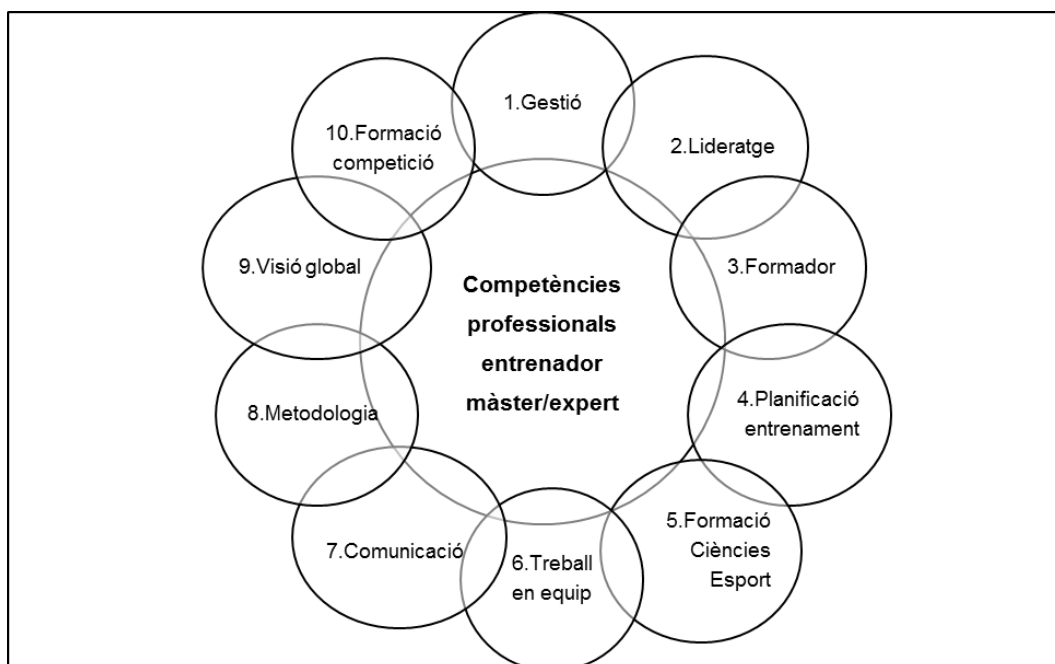 1.Gestió
2.Lideratge
3.Formador
4.Planificació
entrenament
5.Formació
Ciències
Esport
6.Treball
en equip
7.Comunicació
8.Metodologia
9.Visió global
10.Formació
competició
Competències
professionals
entrenador
màster/expert